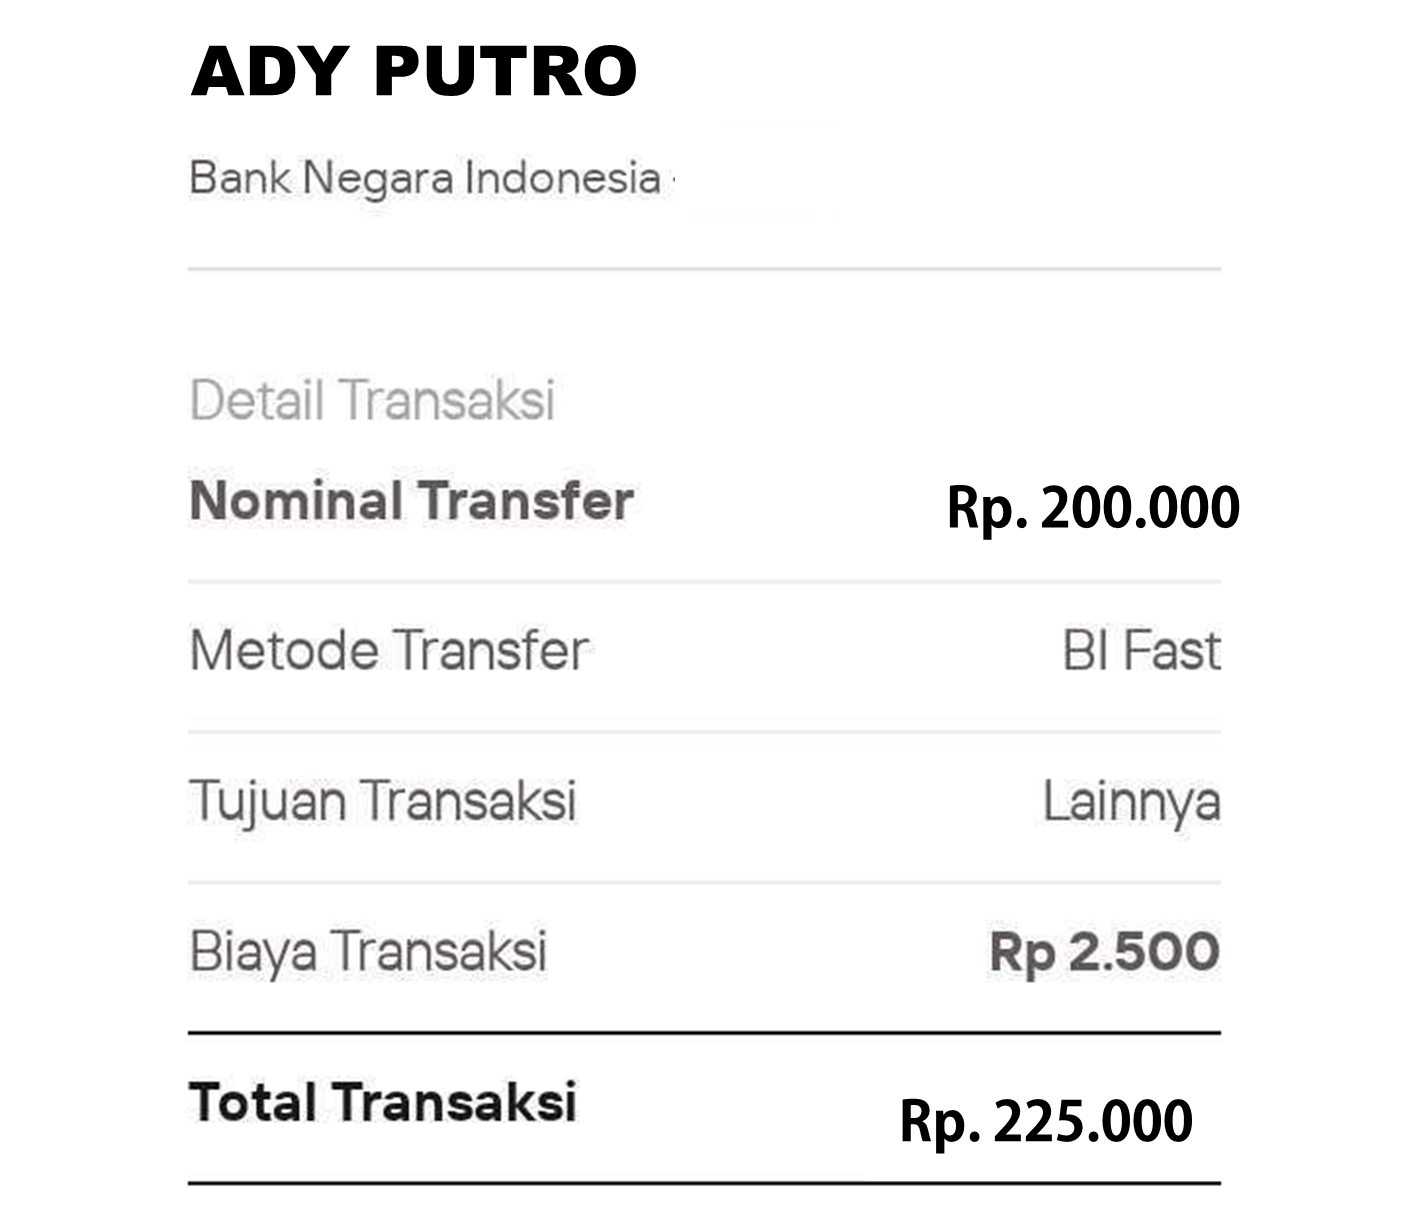 ADY PUTRO
Bank Negara Indonesia ·
Detail Transaksi
Nominal Transfer Rp. 200.000
Metode Transfer BI Fast
Tujuan Transaksi Lainnya
Biaya Transaksi Rp 2.500
Total Transaksi Rp. 225.000